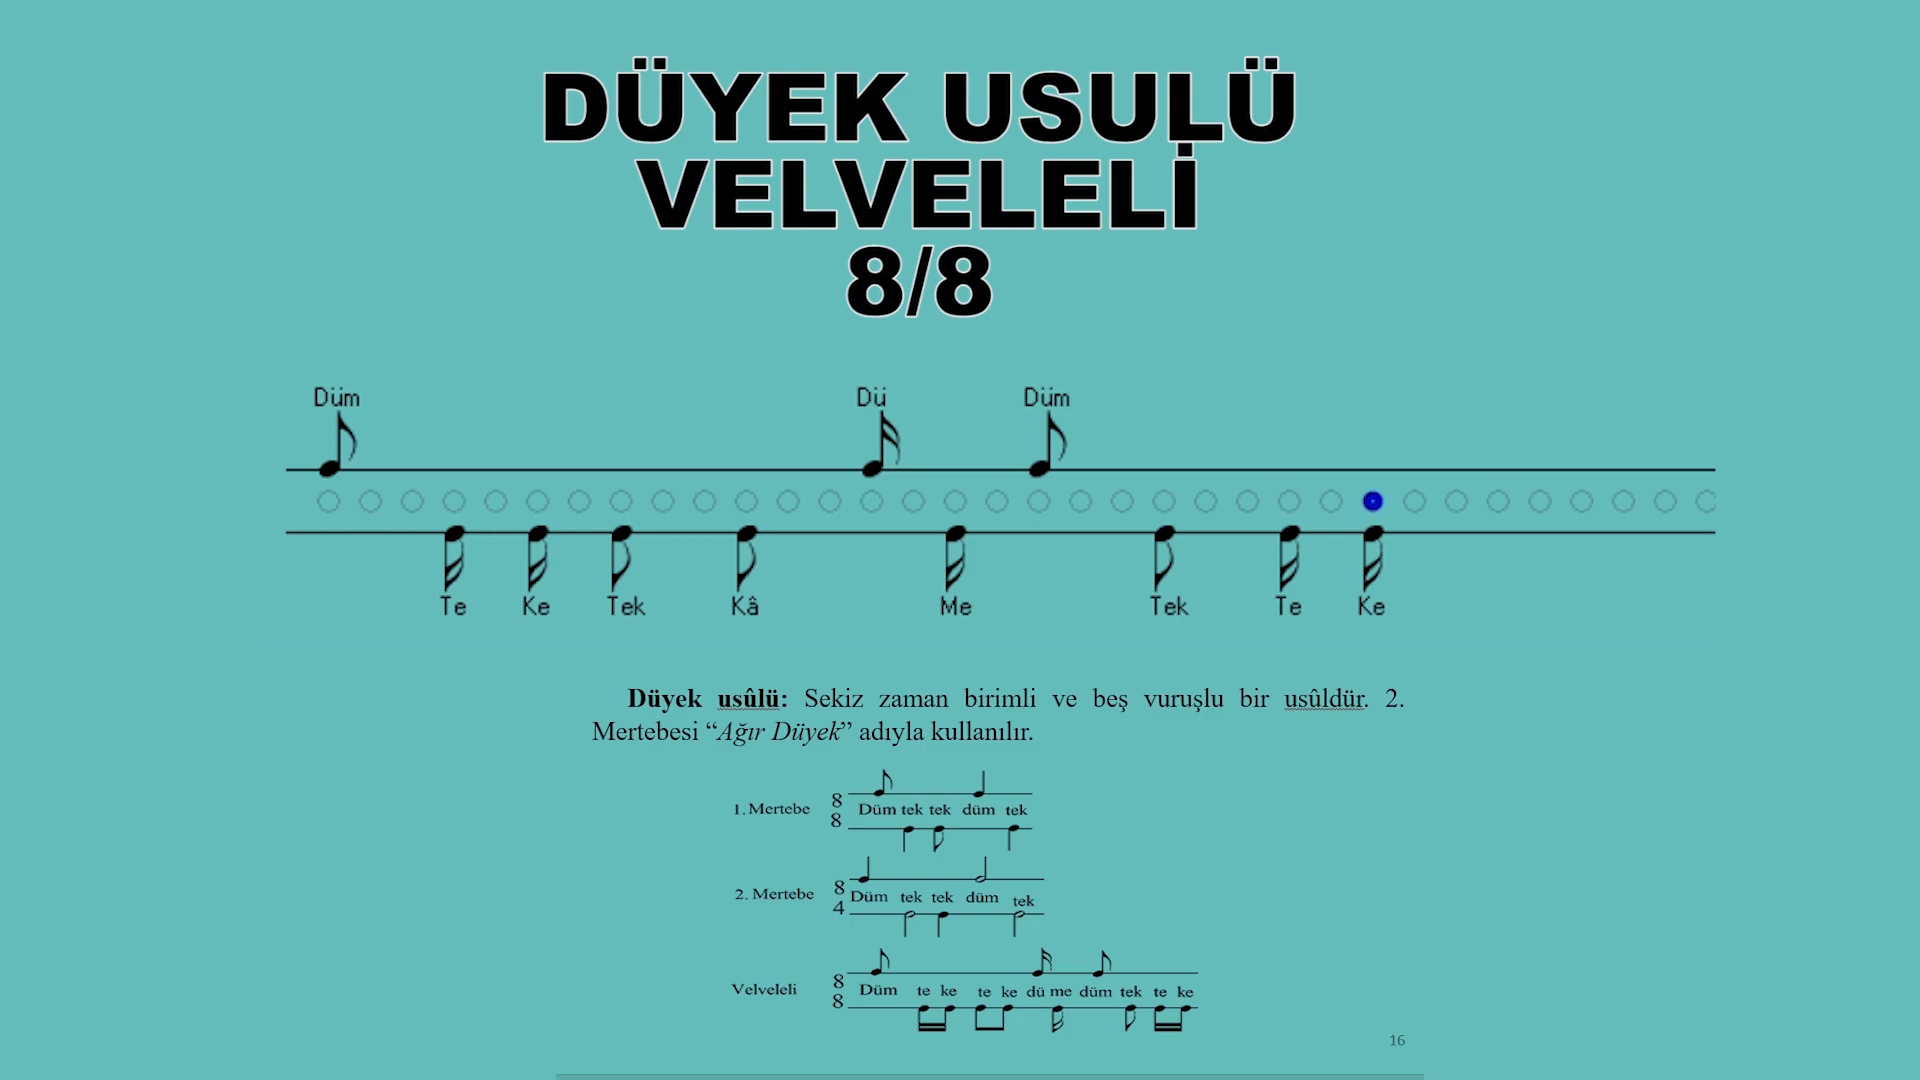 DÜYEK USULÜ
VELVELELİ
8/8
Düm Dü Düm
Te Ke Tek Kâ Me Tek Te Ke
Düyek usûlü: Sekiz zaman birimli ve beş vuruşlu bir usûldür. 2.
Mertebesi “Ağır Düyek” adıyla kullanılır.
1. Mertebe 8 8 Düm tek tek düm tek
2. Mertebe 8 4 Düm tek tek düm tek
Velveleli 8 8 Düm te ke te ke dü me düm tek te ke
16